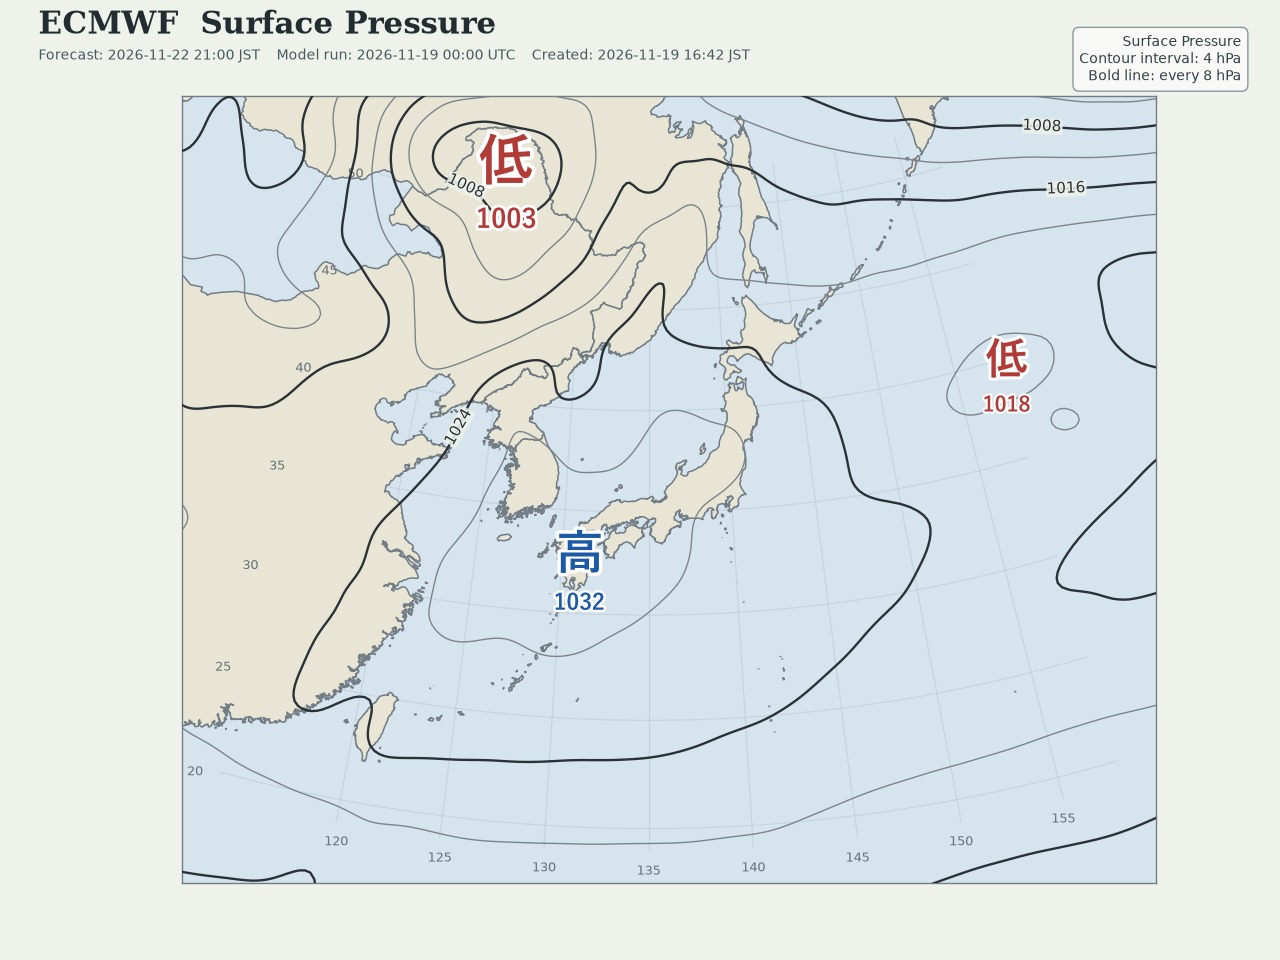 ECMWF  Surface Pressure
Forecast: 2026-11-22 21:00 JST    Model run: 2026-11-19 00:00 UTC    Created: 2026-11-19 16:42 JST
Surface Pressure
Contour interval: 4 hPa
Bold line: every 8 hPa
1008
低
50
1008
1016
1003
45
低
40
1018
1024
35
高
30
1032
25
20
155
120
150
125
145
130
140
135